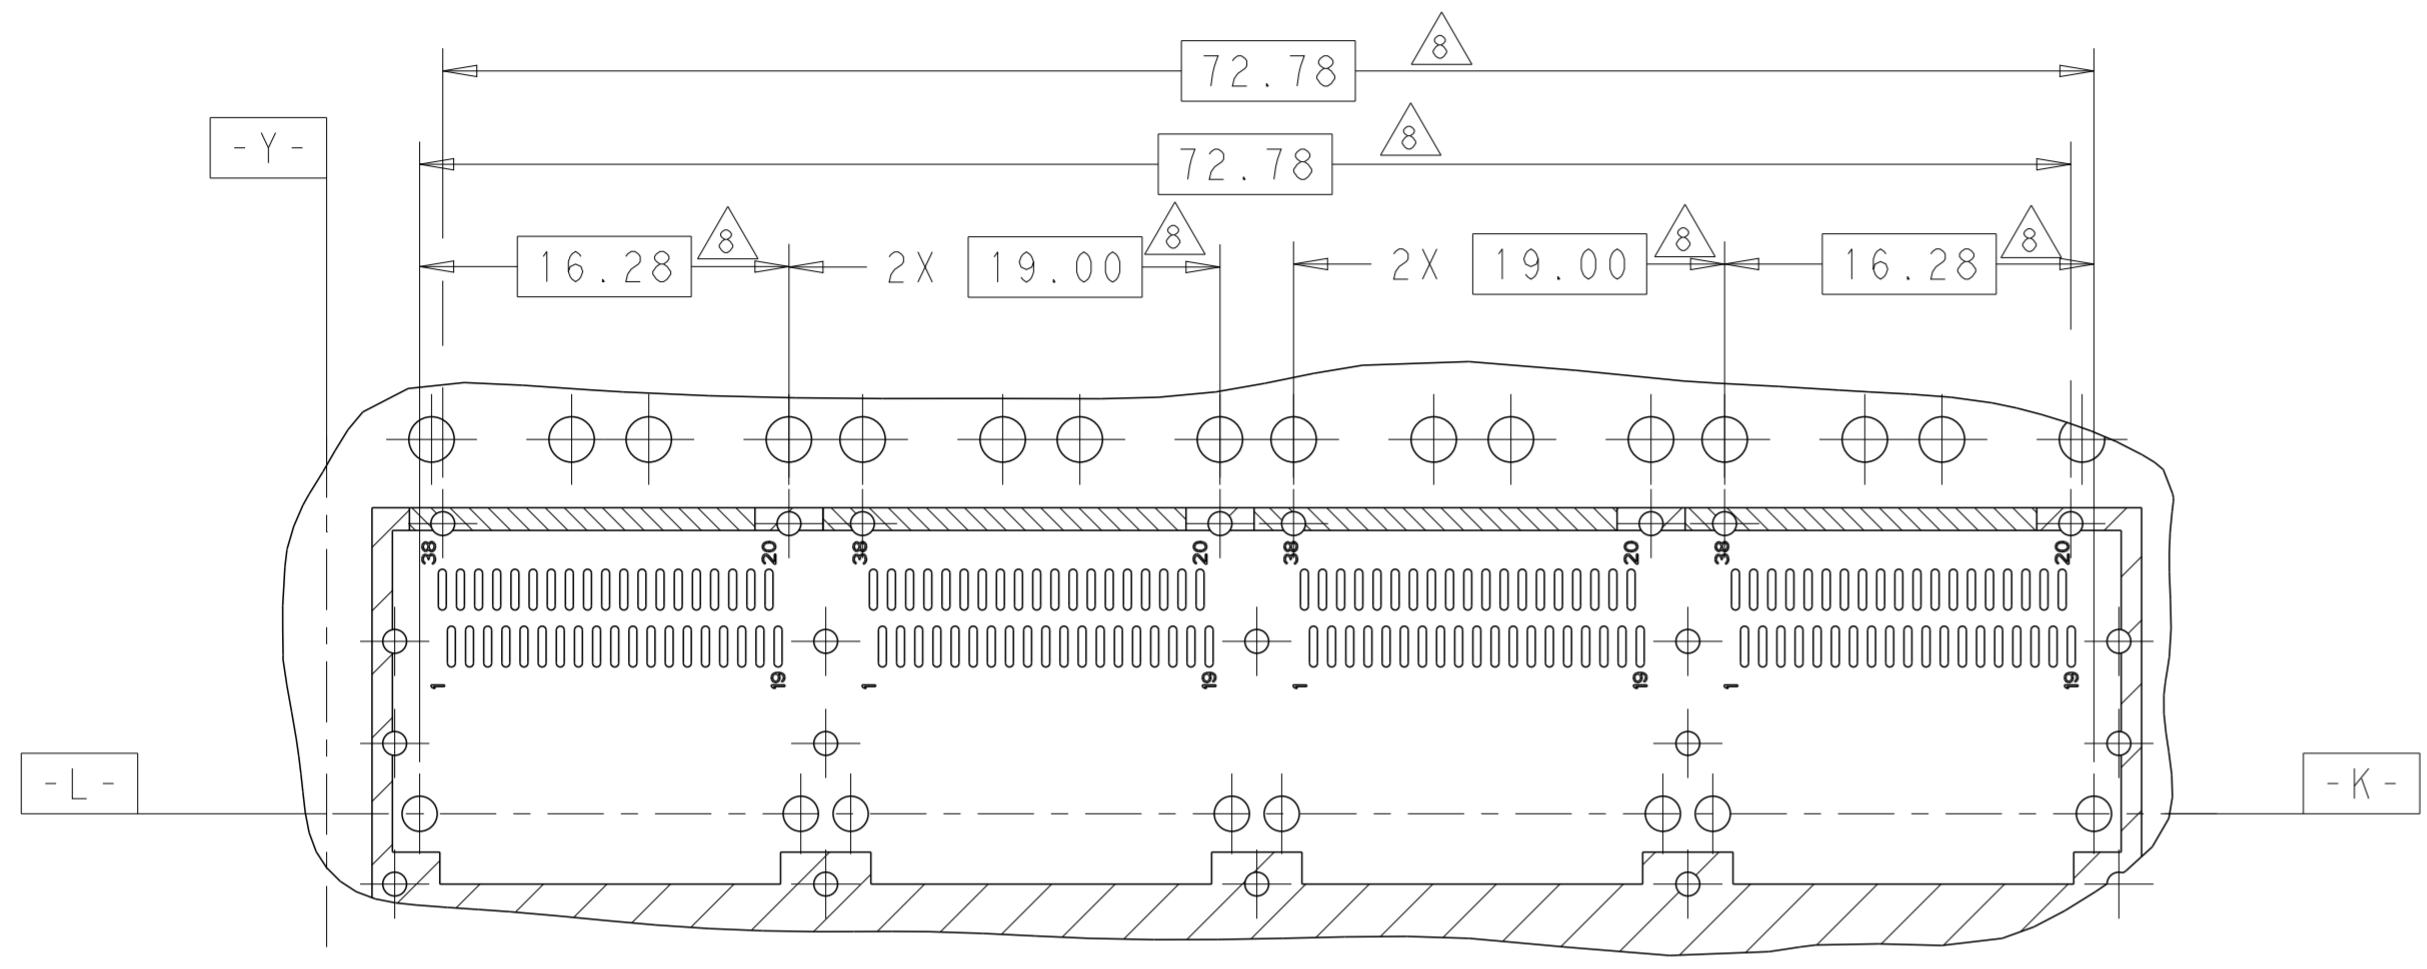 72.78 8
-Y-
72.78 8
16.28 8 2X 19.00 8 2X 19.00 8 16.28 8
38 20 38 20 38 20 38 20
1 19 1 19 1 19 1 19
-L- -K-